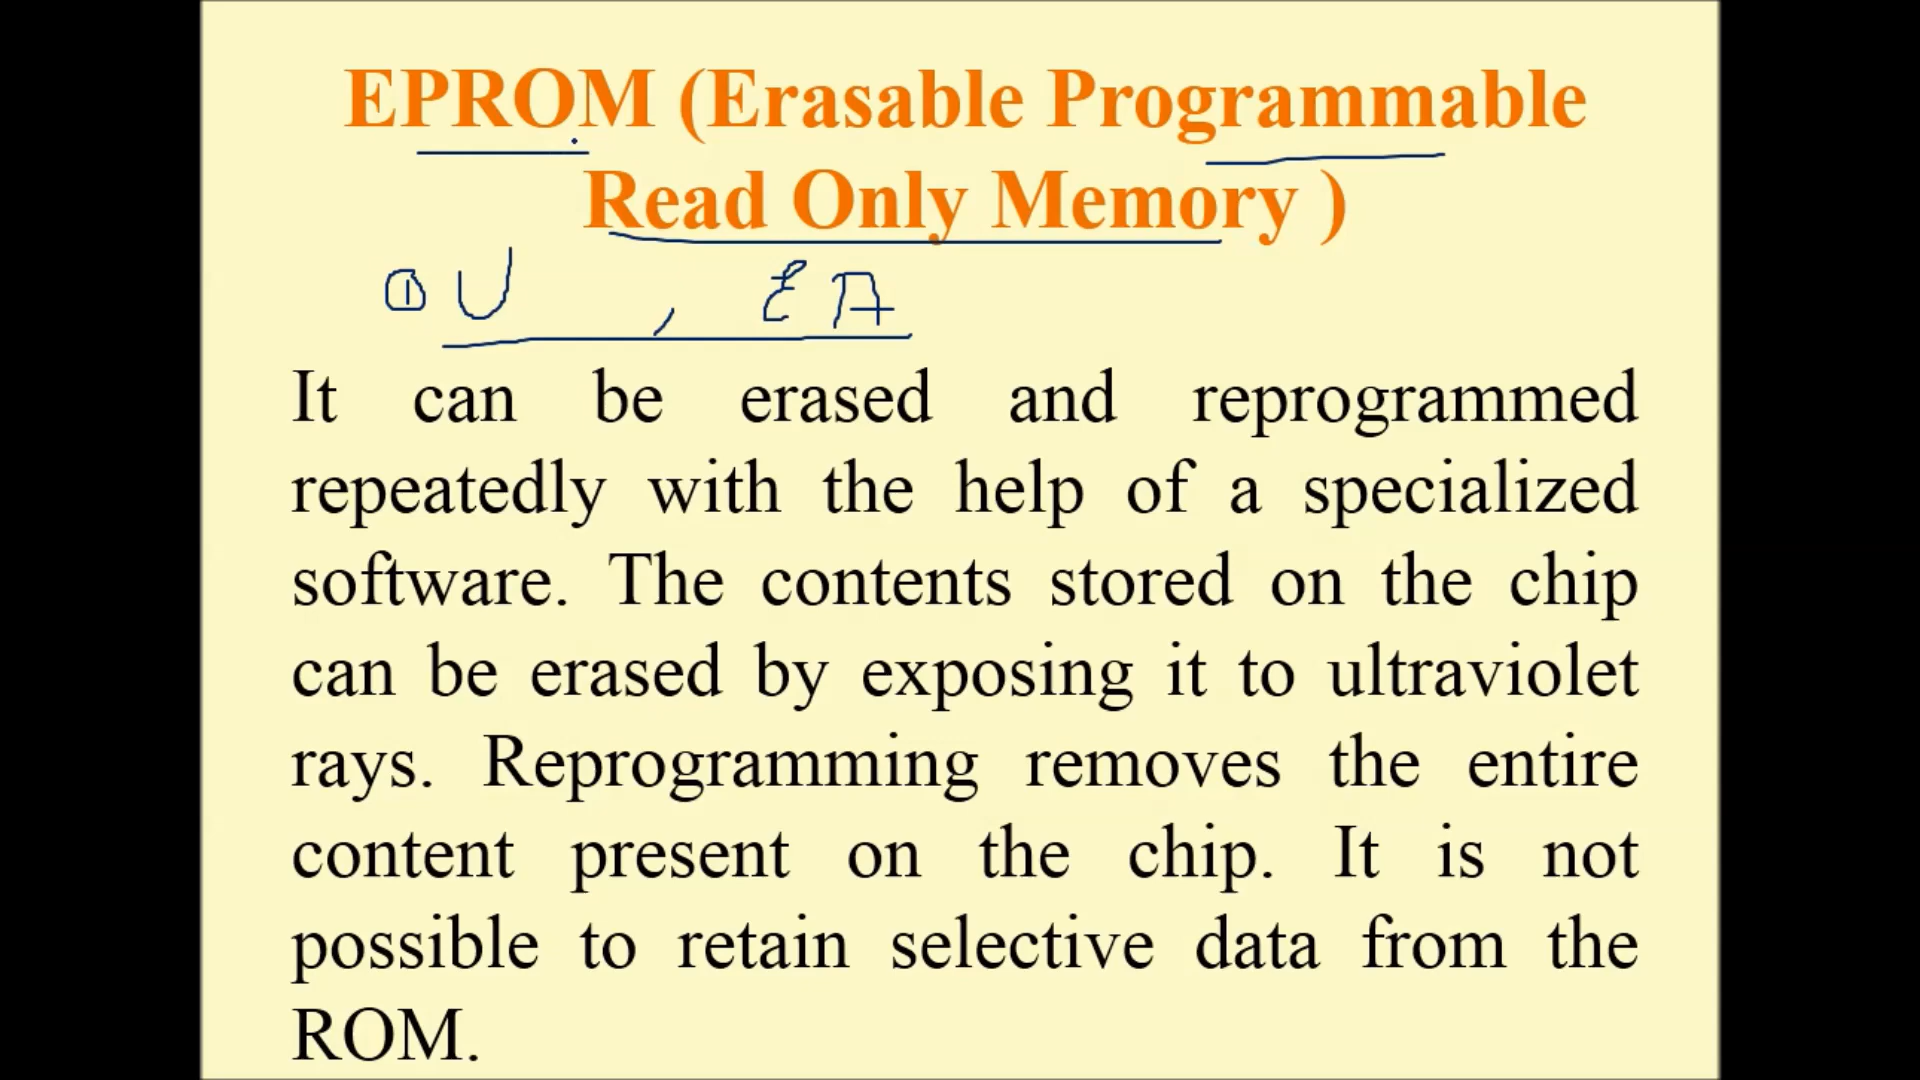 EPROM (Erasable Programmable
Read Only Memory )
① U , EA
It can be erased and reprogrammed
repeatedly with the help of a specialized
software. The contents stored on the chip
can be erased by exposing it to ultraviolet
rays. Reprogramming removes the entire
content present on the chip. It is not
possible to retain selective data from the
ROM.